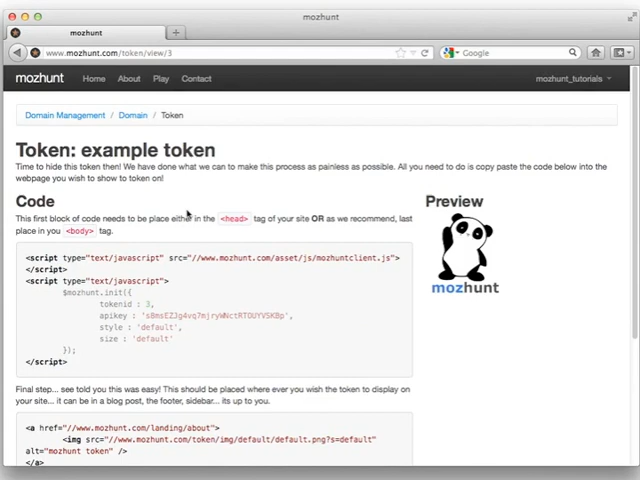 mozhunt
mozhunt
www.mozhunt.com/token/view/3
Google
mozhunt Home About Play Contact mozhunt_tutorials
Domain Management / Domain / Token
Token: example token
Time to hide this token then! We have done what we can to make this process as painless as possible. All you need to do is copy paste the code below into the
webpage you wish to show to token on!
Code
This first block of code needs to be place either in the <head> tag of your site OR as we recommend, last
place in you <body> tag.
<script type="text/javascript" src="//www.mozhunt.com/asset/js/mozhuntclient.js">
</script>
<script type="text/javascript">
$mozhunt.init({
tokenid : 3,
apikey : 's8msEZJg4vq7mjryWNctRTOUYVSKBp',
style : 'default',
size : 'default'
});
</script>
Preview
mozhunt
Final step... see told you this was easy! This should be placed where ever you wish the token to display on
your site... it can be in a blog post, the footer, sidebar... its up to you.
<a href="//www.mozhunt.com/landing/about">
<img src="//www.mozhunt.com/token/img/default/default.png?s=default"
alt="mozhunt token" />
</a>